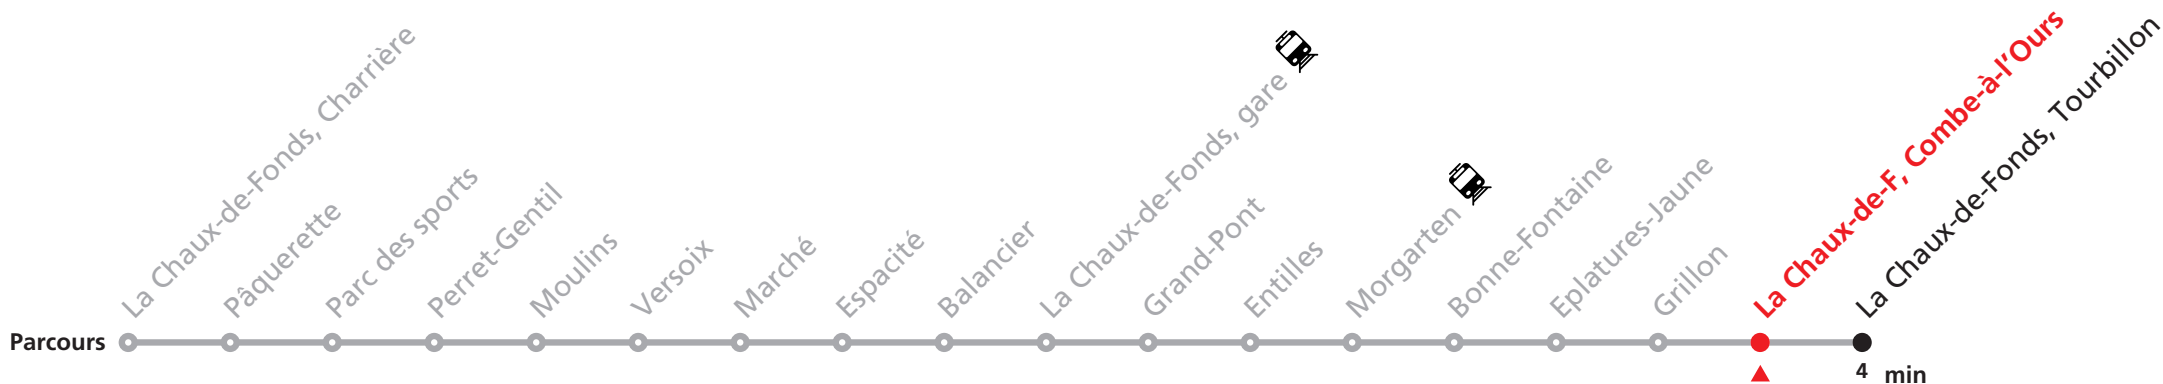 La Chaux-de-Fonds, Charrière
Pâquerette
Parc des sports
Perret-Gentil
Moulins
Versoix
Marché
Espacité
Balancier
La Chaux-de-Fonds, gare
Grand-Pont
Entilles
Morgarten
Bonne-Fontaine
Eplatures-Jaune
Grillon
La Chaux-de-F, Combe-à-l'Ours
La Chaux-de-Fonds, Tourbillon
Parcours
4 min